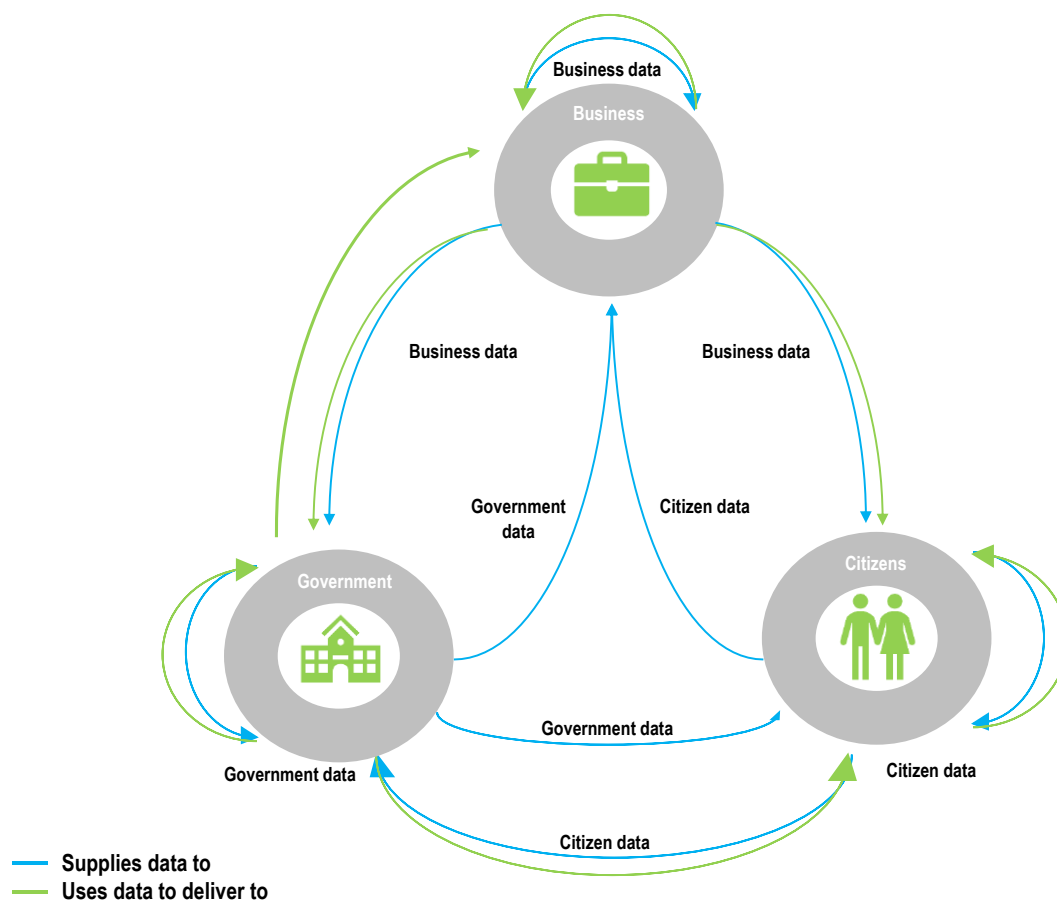 Business data
Business
Business data
Business data
Government
data
Citizen data
Government
Citizens
Government data
Government data
Citizen data
Citizen data
Supplies data to
Uses data to deliver to